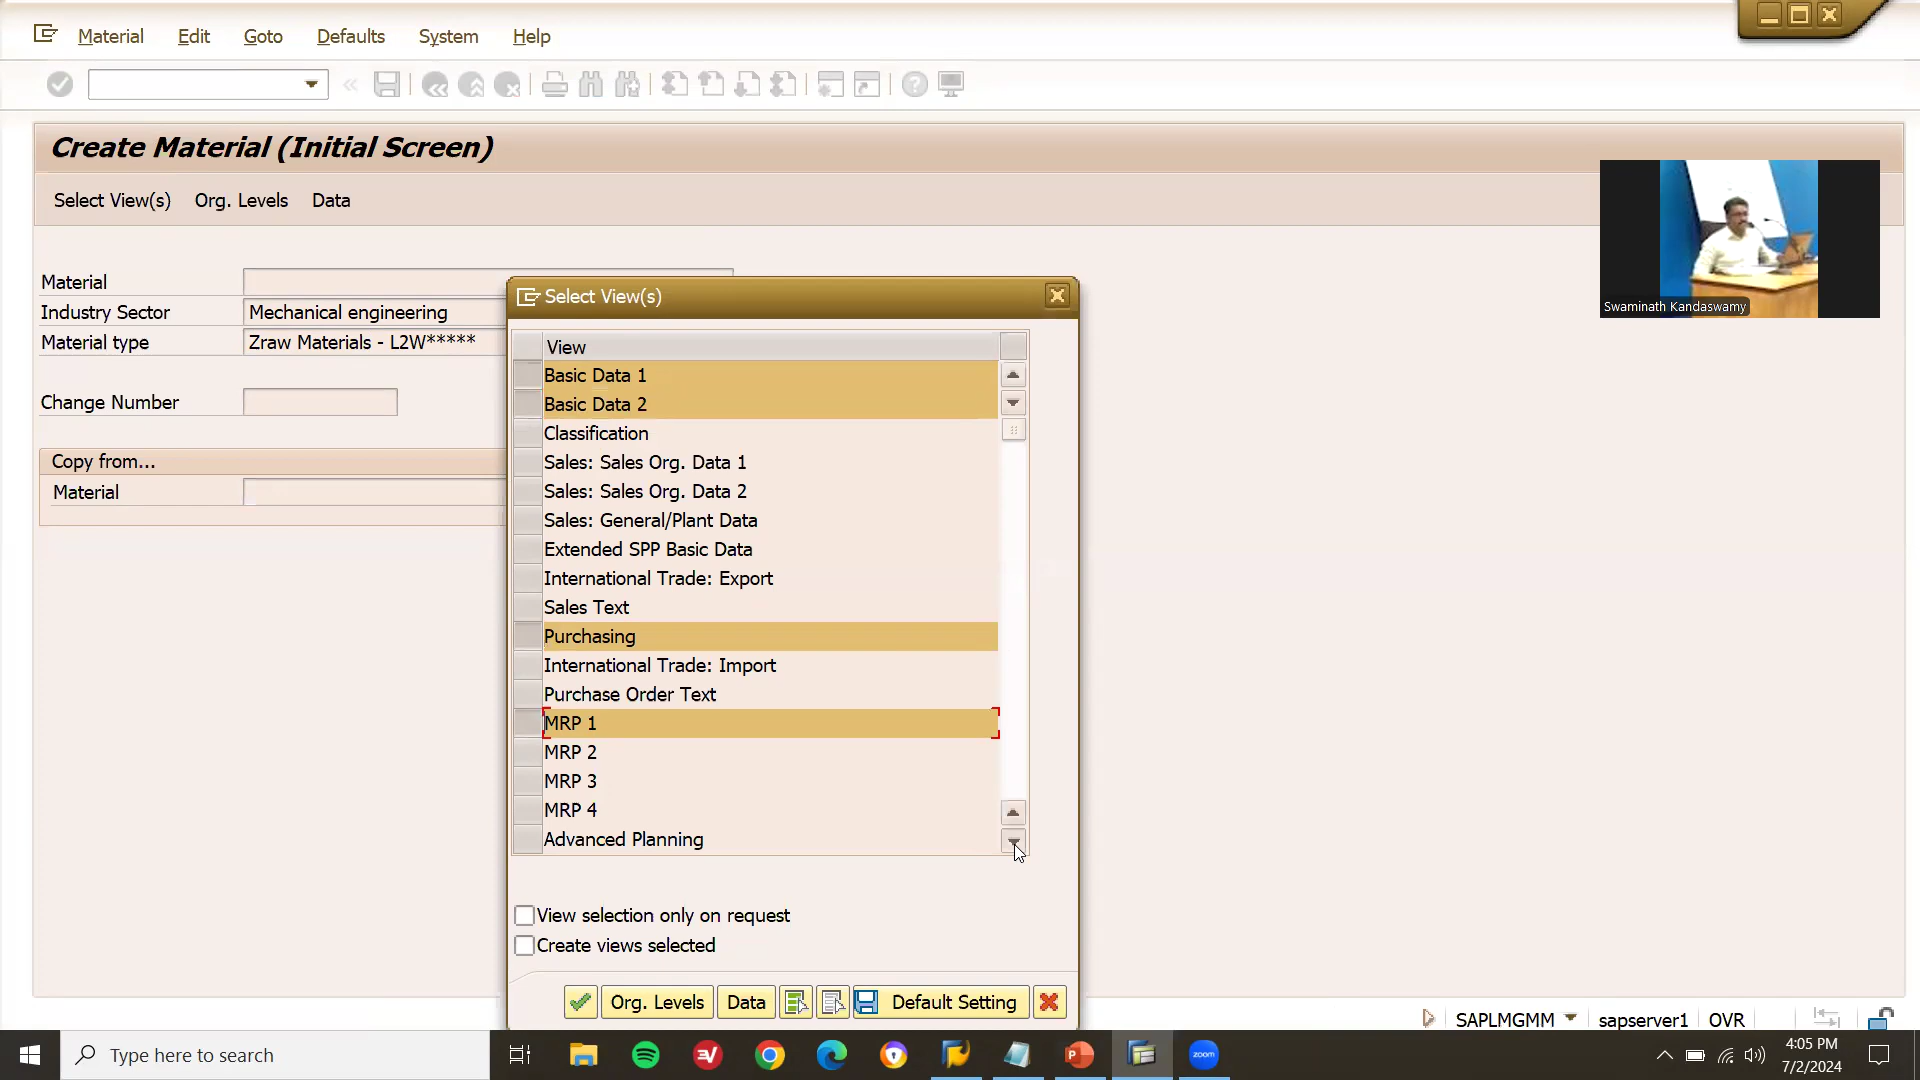 Material Edit Goto Defaults System Help
Create Material (Initial Screen)
Select View(s) Org. Levels Data
Material
Industry Sector Mechanical engineering
Material type Zraw Materials - L2W*****
Change Number
Copy from...
Material
Select View(s)
View
Basic Data 1
Basic Data 2
Classification
Sales: Sales Org. Data 1
Sales: Sales Org. Data 2
Sales: General/Plant Data
Extended SPP Basic Data
International Trade: Export
Sales Text
Purchasing
International Trade: Import
Purchase Order Text
MRP 1
MRP 2
MRP 3
MRP 4
Advanced Planning
View selection only on request
Create views selected
Org. Levels Data Default Setting
Swaminath Kandaswamy
SAPLMGMM sapserver1 OVR
Type here to search
zoom
4:05 PM
7/2/2024